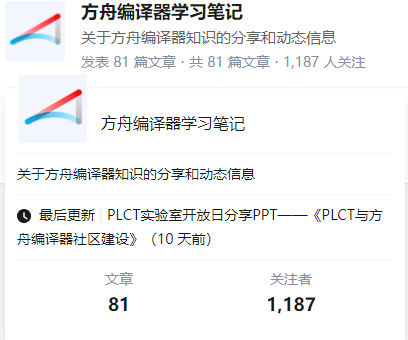 方舟编译器学习笔记
关于方舟编译器知识的分享和动态信息
发表 81 篇文章 · 共 81 篇文章 · 1,187 人关注
方舟编译器学习笔记
关于方舟编译器知识的分享和动态信息
最后更新 | PLCT实验室开放日分享PPT——《PLCT与方
舟编译器社区建设》（10 天前）
文章 关注者
81 1,187